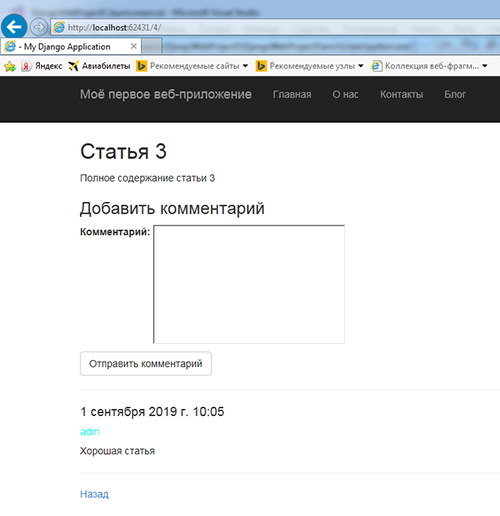 http://localhost:62431/4/
- My Django Application
Яндекс Авиабилеты Рекомендуемые сайты Рекомендуемые узлы Коллекция веб-фрагм...
Моё первое веб-приложение Главная О нас Контакты Блог
Статья 3
Полное содержание статьи 3
Добавить комментарий
Комментарий:
Отправить комментарий
1 сентября 2019 г. 10:05
adm
Хорошая статья
Назад